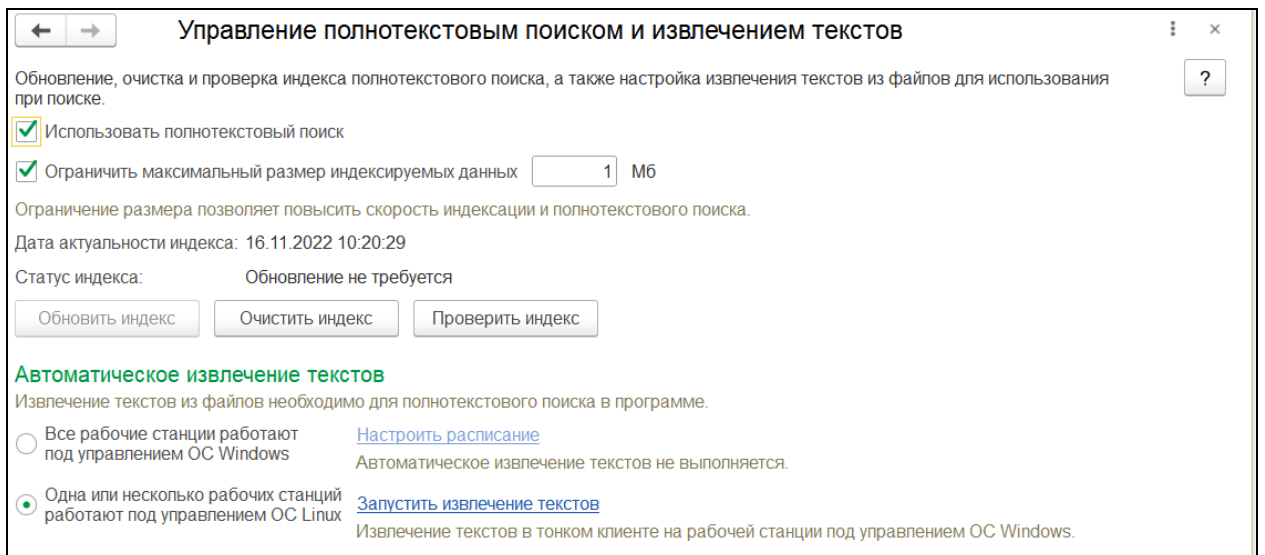 Управление полнотекстовым поиском и извлечением текстов
Обновление, очистка и проверка индекса полнотекстового поиска, а также настройка извлечения текстов из файлов для использования
при поиске.
?
Использовать полнотекстовый поиск
Ограничить максимальный размер индексируемых данных 1 Мб
Ограничение размера позволяет повысить скорость индексации и полнотекстового поиска.
Дата актуальности индекса: 16.11.2022 10:20:29
Статус индекса: Обновление не требуется
Обновить индекс Очистить индекс Проверить индекс
Автоматическое извлечение текстов
Извлечение текстов из файлов необходимо для полнотекстового поиска в программе.
Все рабочие станции работают
под управлением ОС Windows
Настроить расписание
Автоматическое извлечение текстов не выполняется.
Одна или несколько рабочих станций
работают под управлением ОС Linux
Запустить извлечение текстов
Извлечение текстов в тонком клиенте на рабочей станции под управлением ОС Windows.